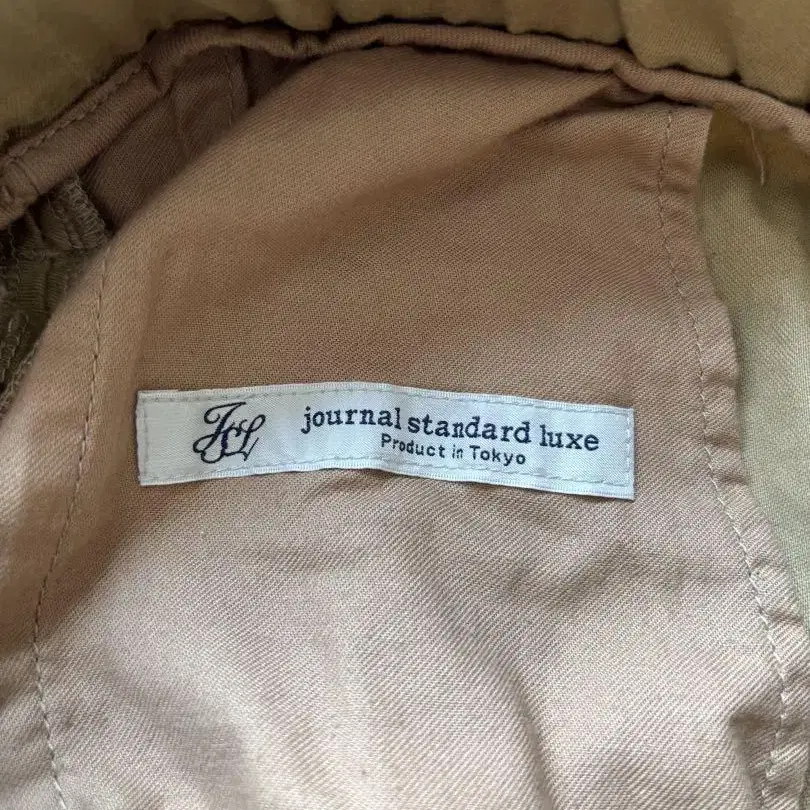 JSL journal standard luxe
Product in Tokyo